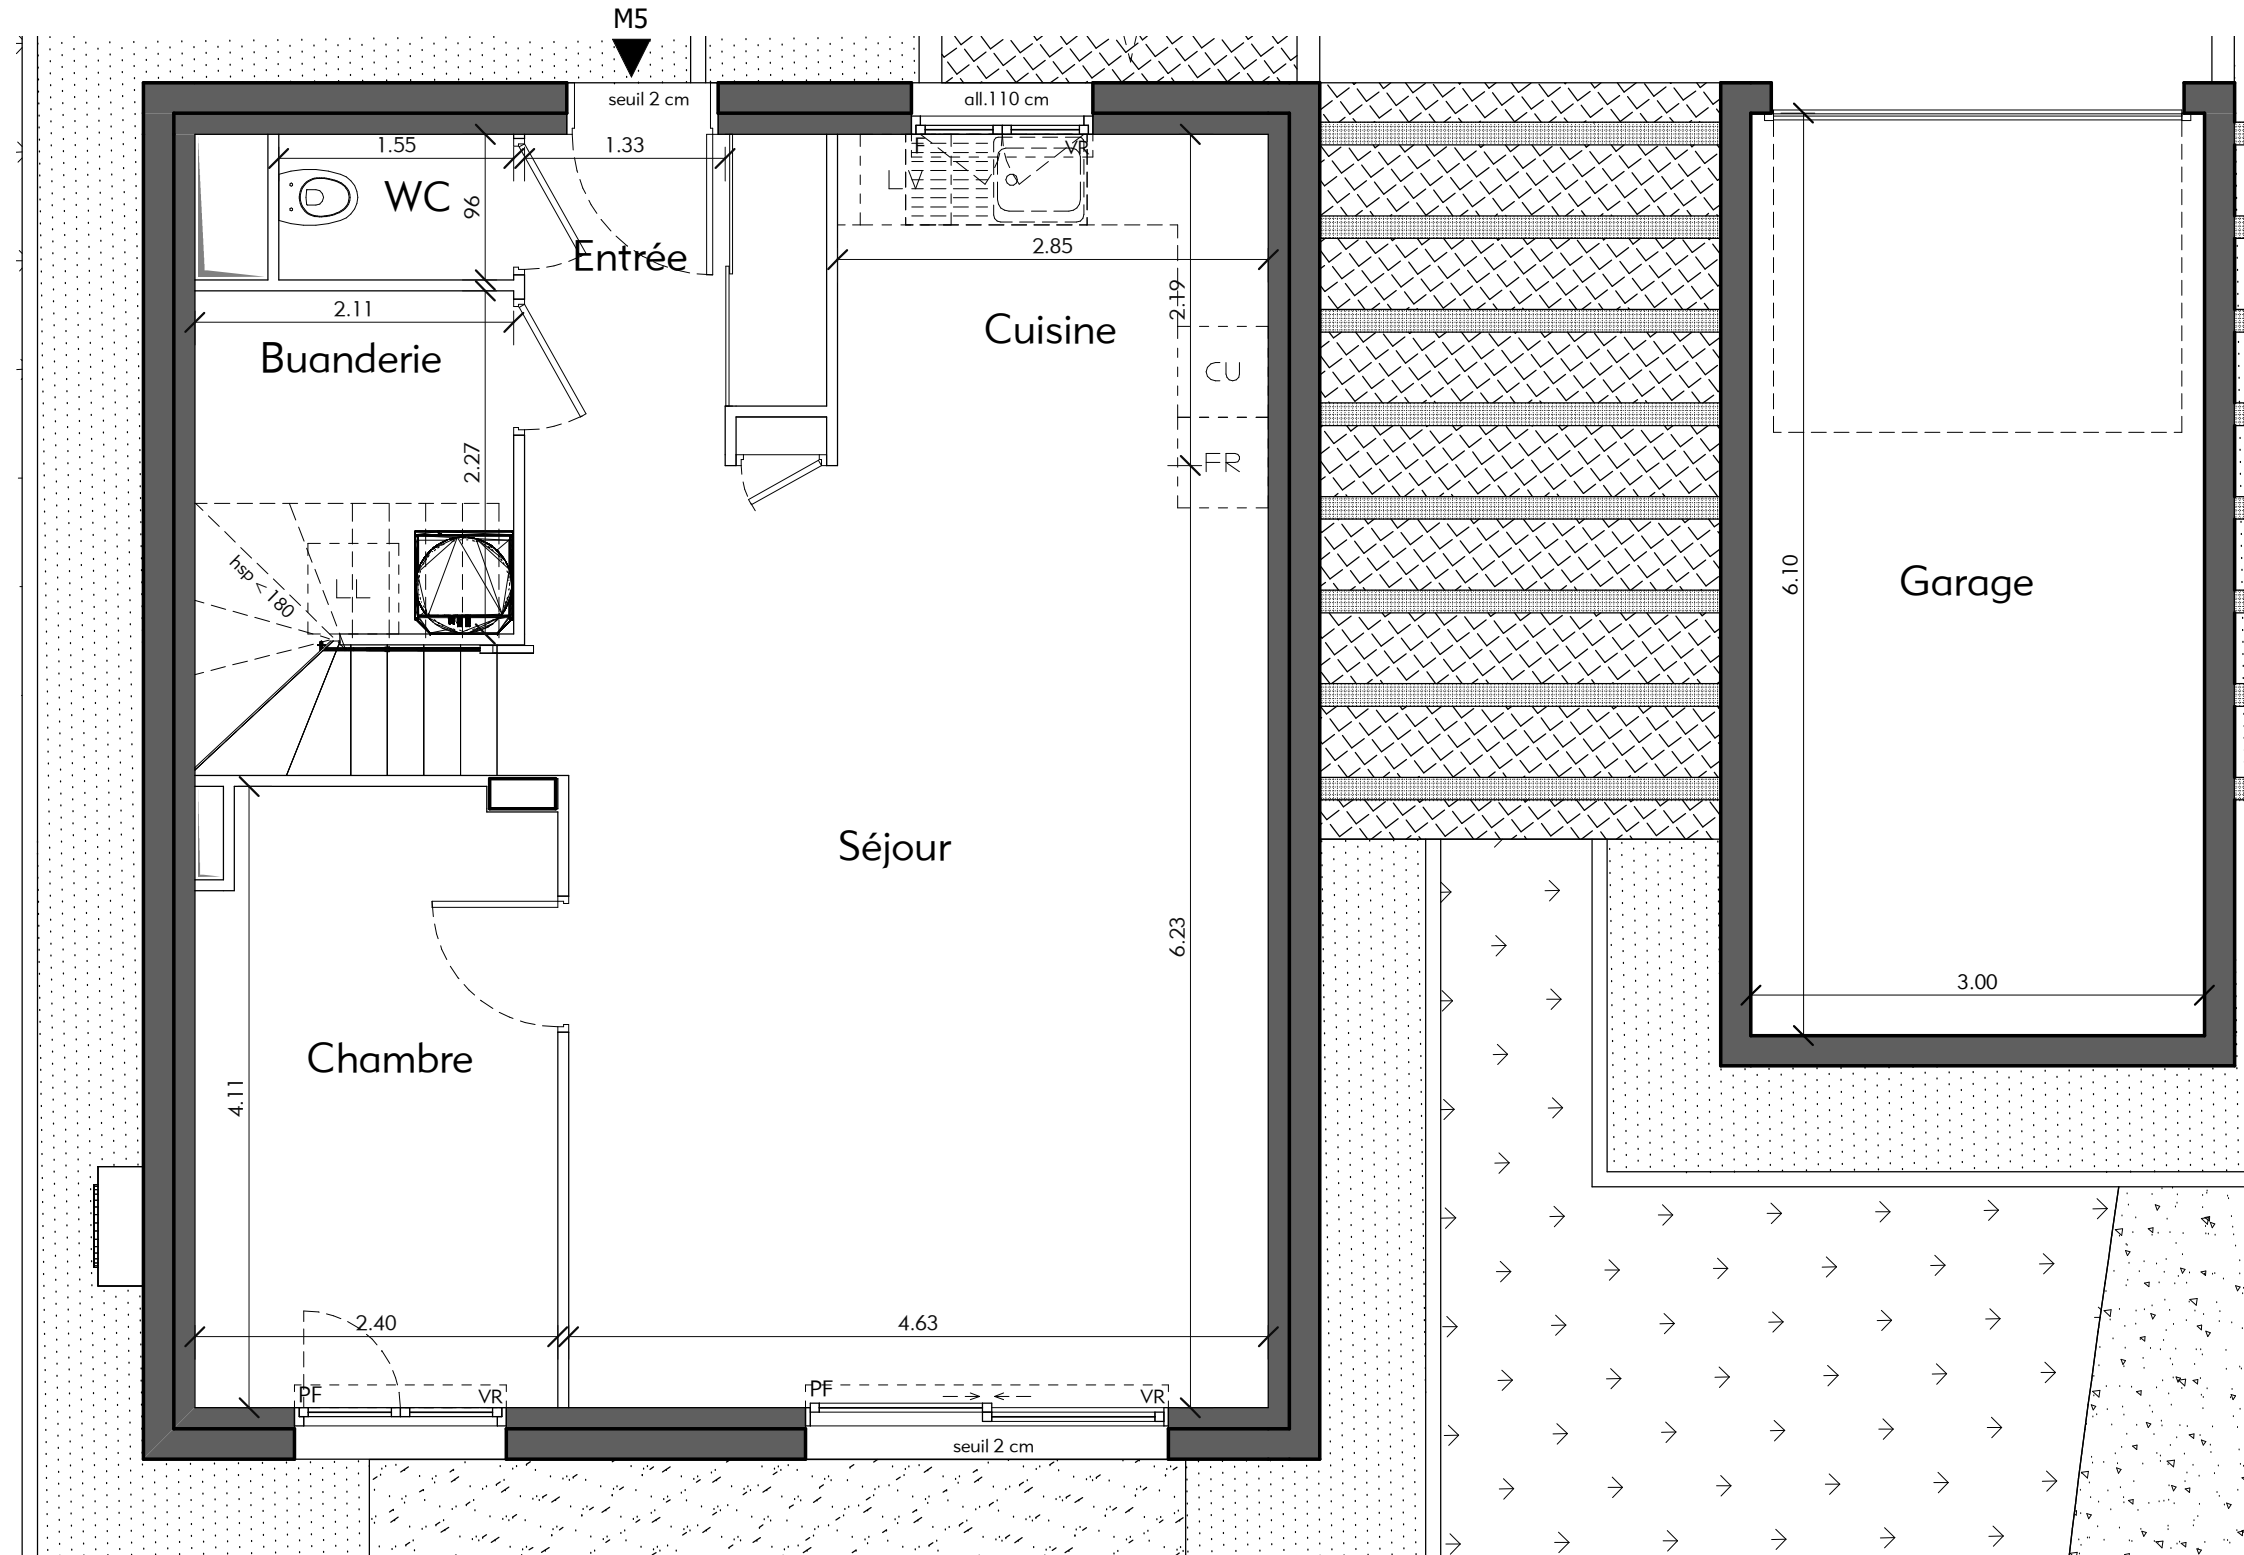 M5
seuil 2 cm
all.110 cm
1.55
1.33
F
VR
WC
96
LV
Entrée
2.85
2.19
2.11
Cuisine
Buanderie
CU
2.27
FR
hsp < 180
LL
6.10
Garage
Séjour
6.23
3.00
Chambre
4.11
2.40
4.63
PF
VR
PF
VR
seuil 2 cm